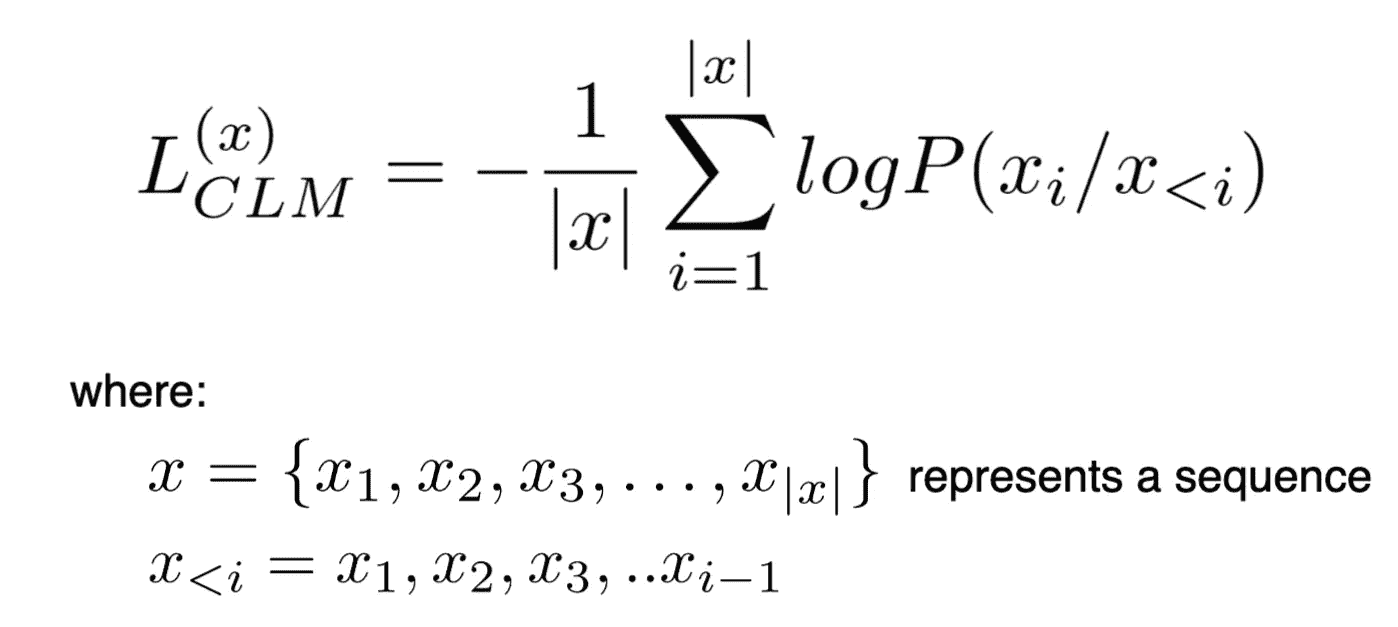 L_{CLM}^{(x)} = -\frac{1}{|x|} \sum_{i=1}^{|x|} logP(x_i/x_{<i})
where:
x = \{x_1, x_2, x_3, \ldots, x_{|x|}\} represents a sequence
x_{<i} = x_1, x_2, x_3, ..x_{i-1}